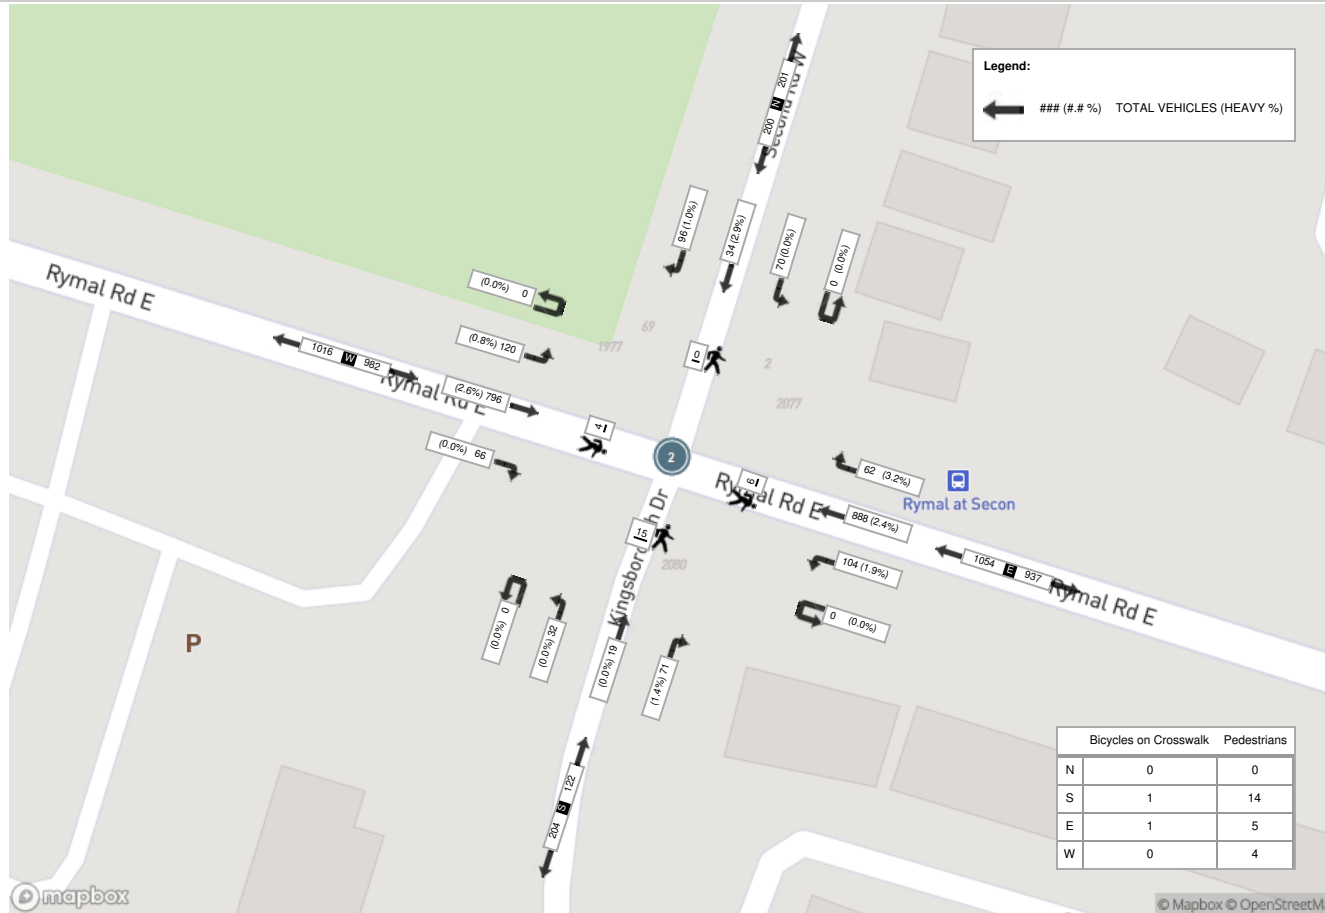 Legend:
### (#.# %) TOTAL VEHICLES (HEAVY %)
201
N
200
Second Rd W
96 (1.0%)
34 (2.9%)
70 (0.0%)
0 (0.0%)
Rymal Rd E
(0.0%) 0
(0.8%) 120
1016 W 982
Rymal Rd E
(2.6%) 796
(0.0%) 66
69
1977
2
2077
0
4
2
6
15
2080
Rymal Rd E
62 (3.2%)
Rymal at Secon
888 (2.4%)
104 (1.9%)
0 (0.0%)
1054 E 937
Rymal Rd E
Kingsborough Dr
(0.0%) 0
(0.0%) 32
(0.0%) 19
(1.4%) 71
P
204 S 122
Bicycles on Crosswalk Pedestrians
N 0 0
S 1 14
E 1 5
W 0 4
mapbox
© Mapbox © OpenStreetM